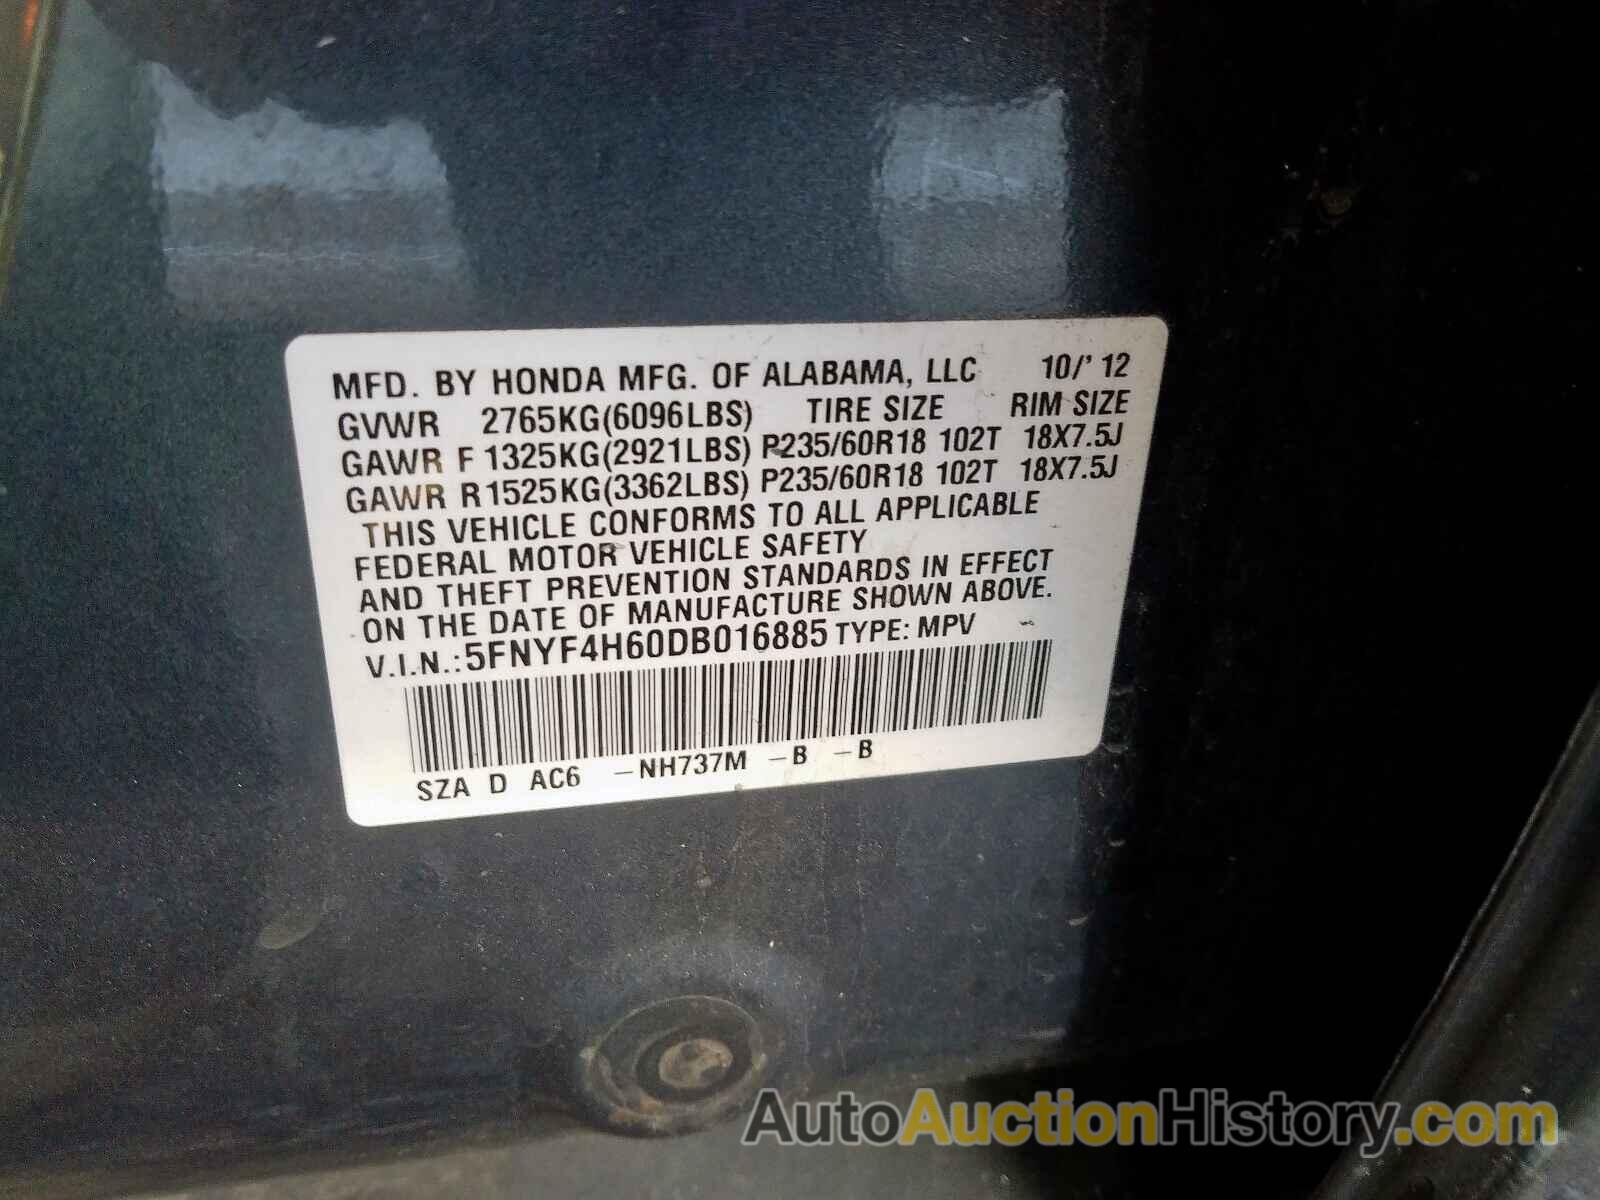 MFD. BY HONDA MFG. OF ALABAMA, LLC 10/' 12
GVWR 2765KG(6096LBS) TIRE SIZE RIM SIZE
GAWR F 1325KG(2921LBS) P235/60R18 102T 18X7.5J
GAWR R1525KG(3362LBS) P235/60R18 102T 18X7.5J
THIS VEHICLE CONFORMS TO ALL APPLICABLE
FEDERAL MOTOR VEHICLE SAFETY
AND THEFT PREVENTION STANDARDS IN EFFECT
ON THE DATE OF MANUFACTURE SHOWN ABOVE.
V.I.N.:5FNYF4H60DB016885 TYPE: MPV
SZA D AC6 -NH737M -B -B
AutoAuctionHistory.com